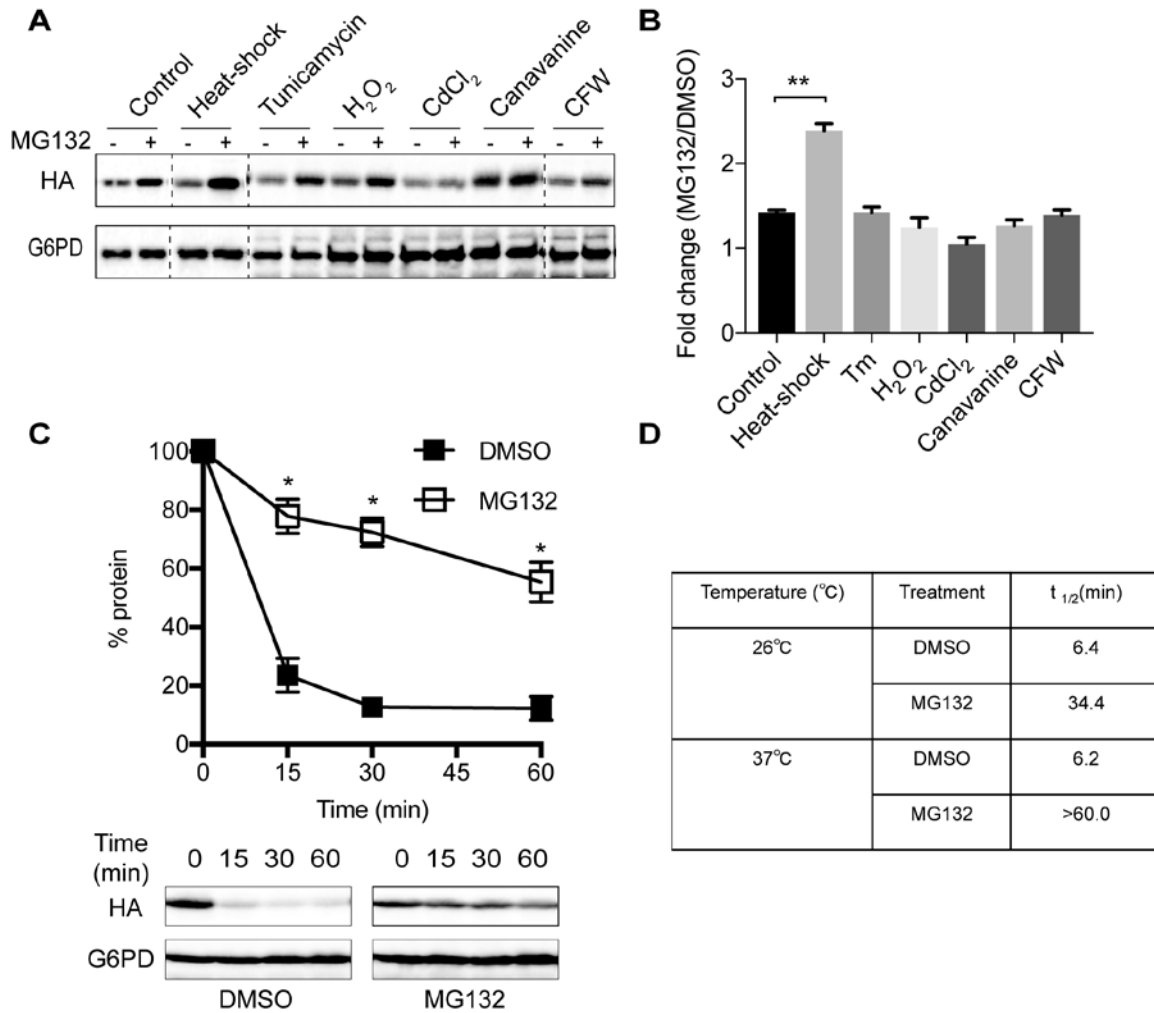 A
Control Heat-shock Tunicamycin H2O2 CdCl2 Canavanine CFW
MG132 - + - + - + - + - + - + - +
HA
G6PD
B
Fold change (MG132/DMSO)
3
2
1
0
**
Control Heat-shock Tm H2O2 CdCl2 Canavanine CFW
C
% protein
100
80
60
40
20
0
DMSO
MG132
* * *
0 15 30 45 60
Time (min)
Time (min) 0 15 30 60 0 15 30 60
HA
G6PD
DMSO MG132
D
Temperature (°C) Treatment t 1/2(min)
26°C DMSO 6.4
MG132 34.4
37°C DMSO 6.2
MG132 >60.0